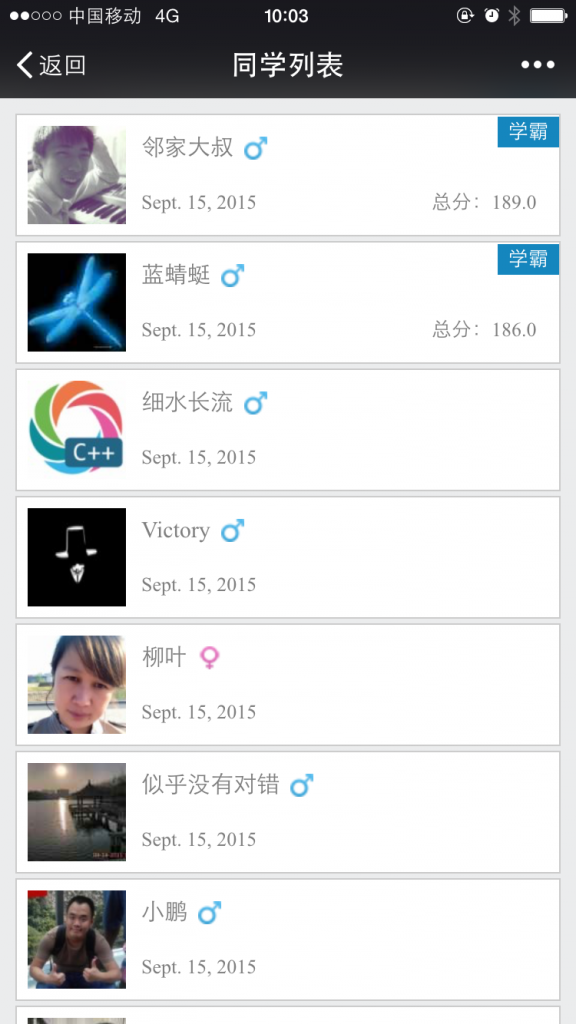 中国移动 4G 10:03
返回 同学列表
学霸
邻家大叔
Sept. 15, 2015 总分：189.0
学霸
蓝蜻蜓
Sept. 15, 2015 总分：186.0
细水长流
C++
Sept. 15, 2015
Victory
Sept. 15, 2015
柳叶
Sept. 15, 2015
似乎没有对错
Sept. 15, 2015
小鹏
Sept. 15, 2015